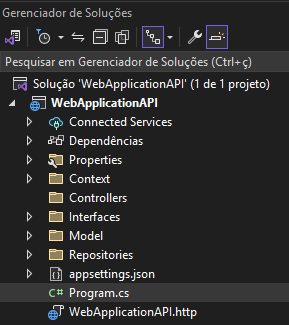 Gerenciador de Soluções
Pesquisar em Gerenciador de Soluções (Ctrl+ç)
Solução 'WebApplicationAPI' (1 de 1 projeto)
WebApplicationAPI
Connected Services
Dependências
Properties
Context
Controllers
Interfaces
Model
Repositories
appsettings.json
C# Program.cs
WebApplicationAPI.http